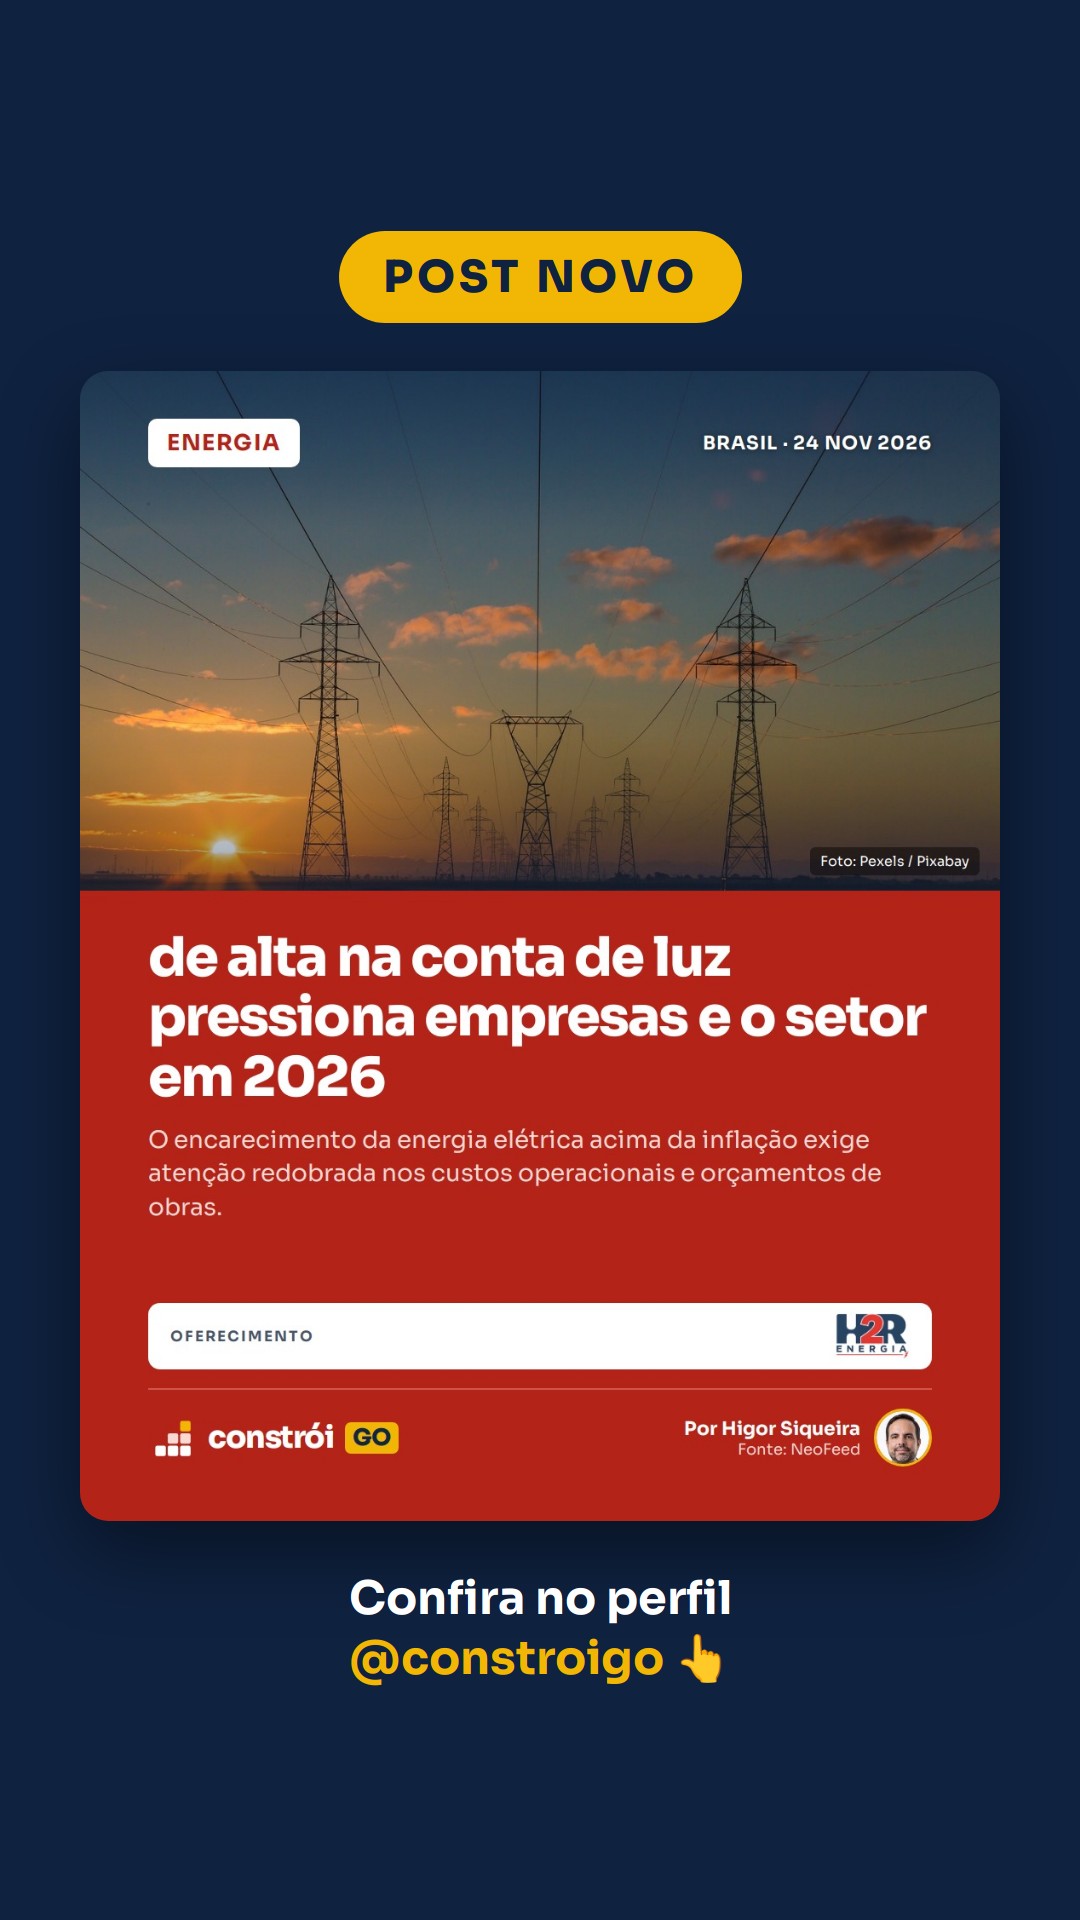 POST NOVO
ENERGIA
BRASIL · 24 NOV 2026
Foto: Pexels / Pixabay
de alta na conta de luz
pressiona empresas e o setor
em 2026
O encarecimento da energia elétrica acima da inflação exige
atenção redobrada nos custos operacionais e orçamentos de
obras.
OFERECIMENTO
H2R
ENERGIA
constrói GO
Por Higor Siqueira
Fonte: NeoFeed
Confira no perfil
@constroigo 👆